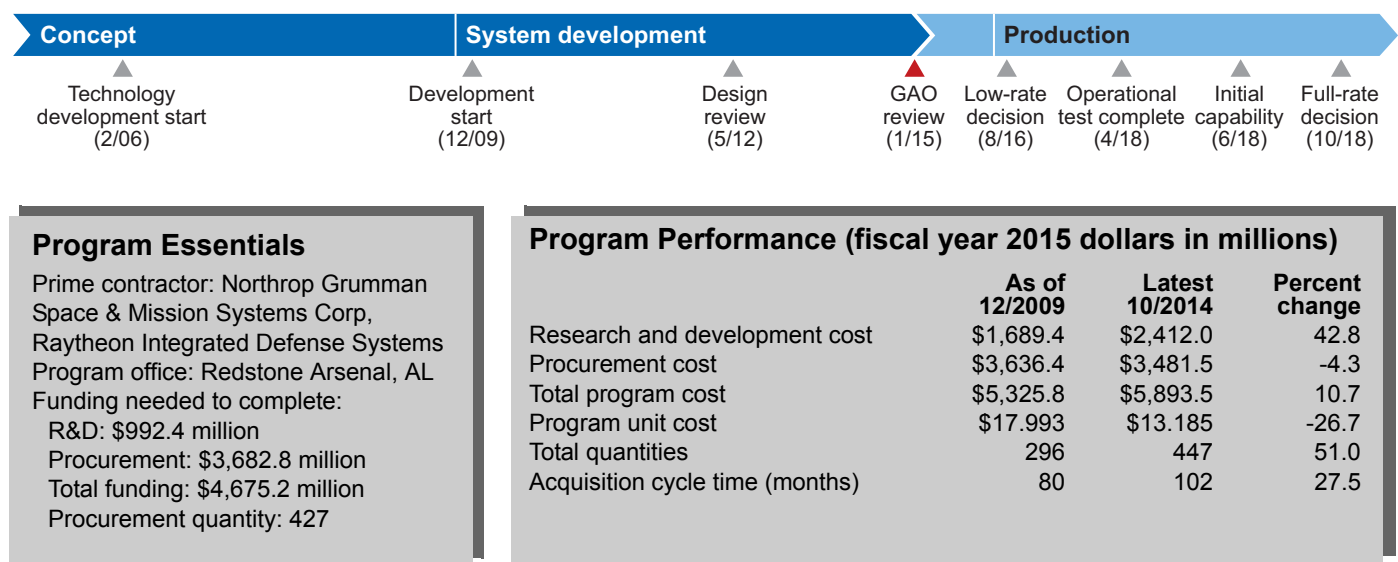 Concept
System development
Production
Technology
development start
(2/06)
Development
start
(12/09)
Design
review
(5/12)
GAO
review
(1/15)
Low-rate
decision
(8/16)
Operational
test complete
(4/18)
Initial
capability
(6/18)
Full-rate
decision
(10/18)
Program Essentials
Prime contractor: Northrop Grumman
Space & Mission Systems Corp,
Raytheon Integrated Defense Systems
Program office: Redstone Arsenal, AL
Funding needed to complete:
R&D: $992.4 million
Procurement: $3,682.8 million
Total funding: $4,675.2 million
Procurement quantity: 427
Program Performance (fiscal year 2015 dollars in millions)
As of Latest Percent
12/2009 10/2014 change
Research and development cost $1,689.4 $2,412.0 42.8
Procurement cost $3,636.4 $3,481.5 -4.3
Total program cost $5,325.8 $5,893.5 10.7
Program unit cost $17.993 $13.185 -26.7
Total quantities 296 447 51.0
Acquisition cycle time (months) 80 102 27.5